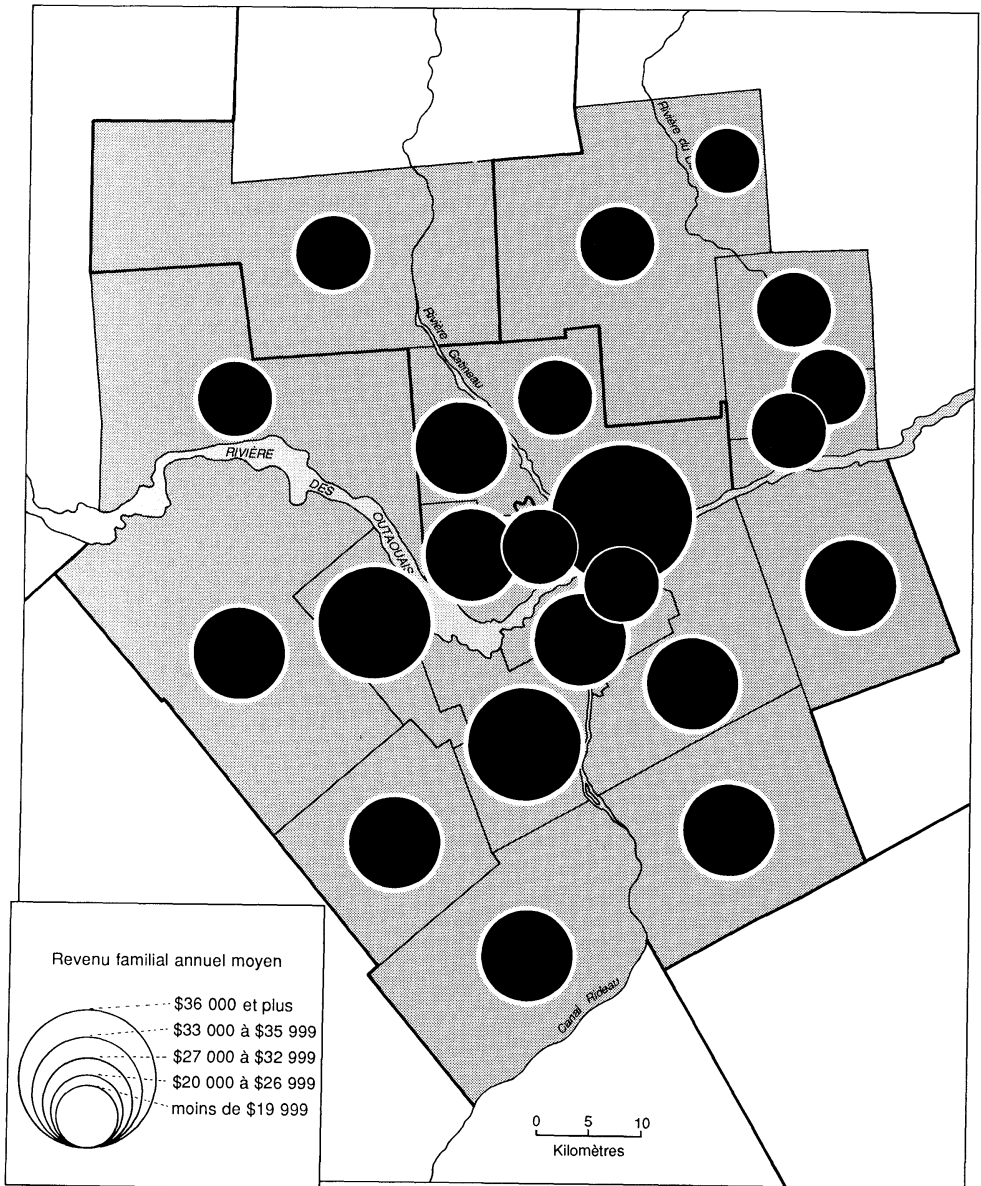 Rivière du L
Rivière Gatineau
RIVIÈRE
DES
OUTAOUAIS
Canal Rideau
Revenu familial annuel moyen
$36 000 et plus
$33 000 à $35 999
$27 000 à $32 999
$20 000 à $26 999
moins de $19 999
0 5 10
Kilomètres